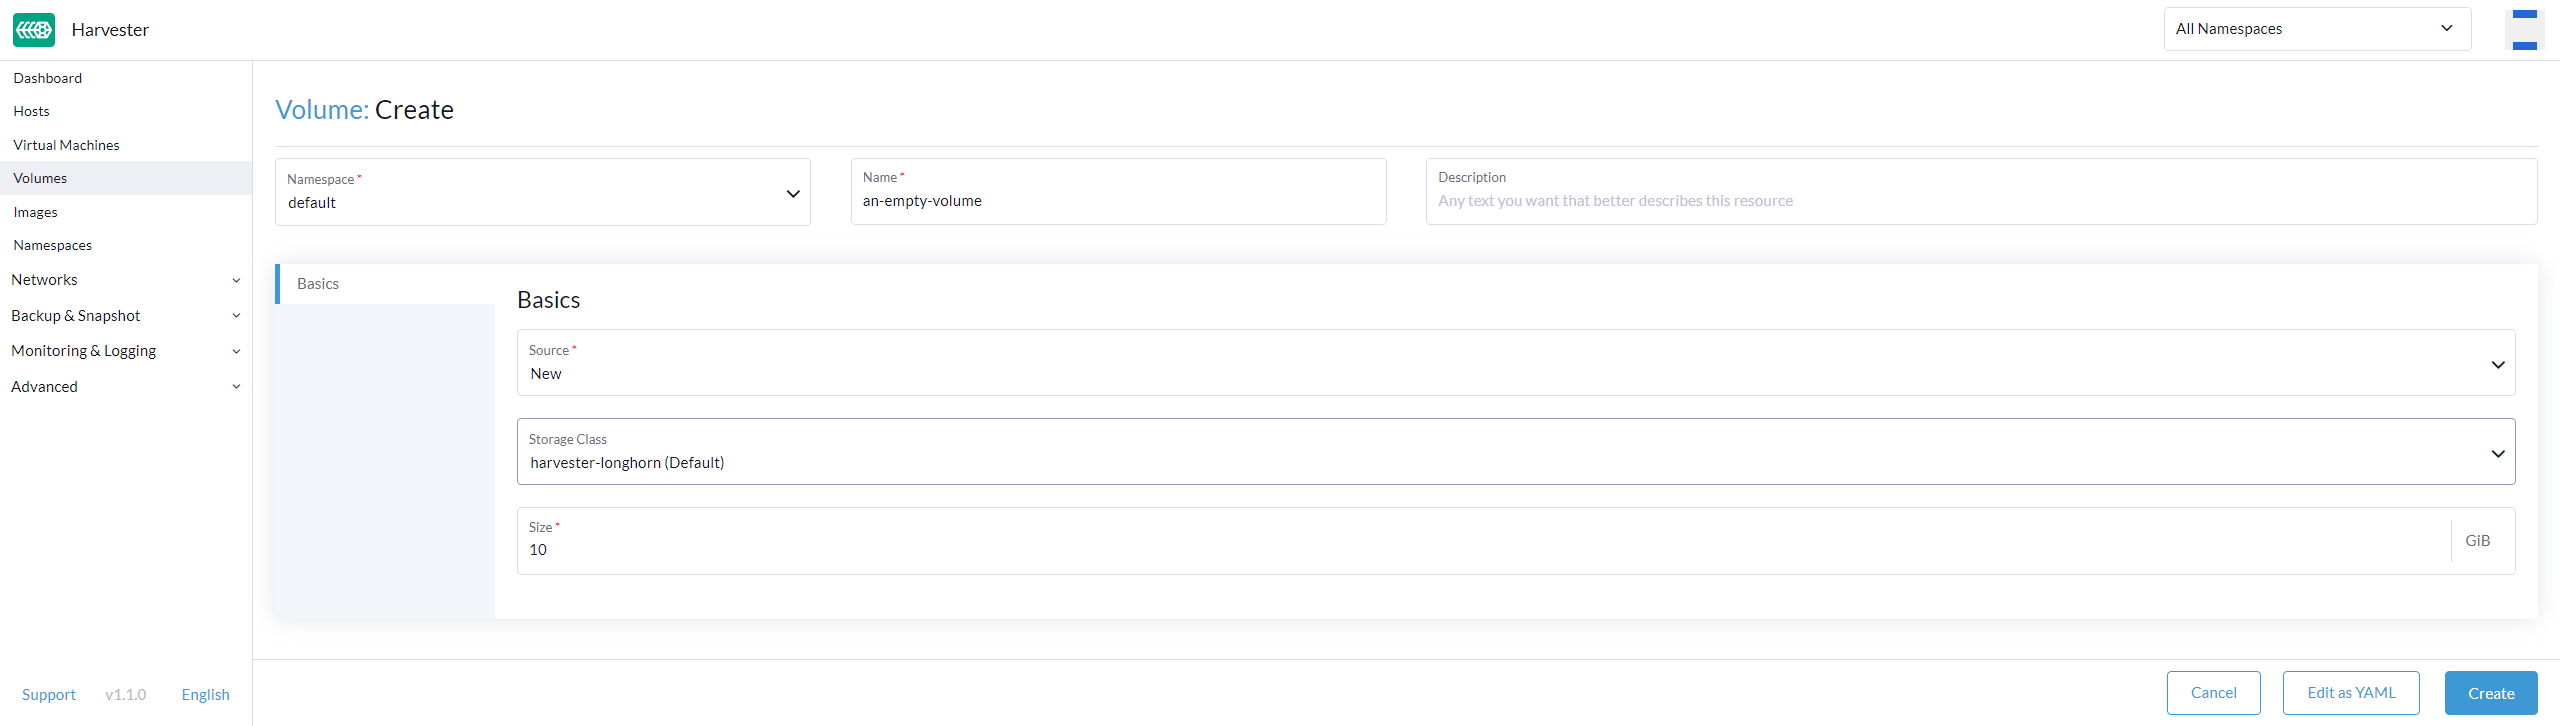 Harvester
All Namespaces
Dashboard
Hosts
Virtual Machines
Volumes
Images
Namespaces
Networks
Backup & Snapshot
Monitoring & Logging
Advanced
Support v1.1.0 English
Volume: Create
Namespace *
default
Name *
an-empty-volume
Description
Any text you want that better describes this resource
Basics
Basics
Source *
New
Storage Class
harvester-longhorn (Default)
Size *
10
GiB
Cancel
Edit as YAML
Create